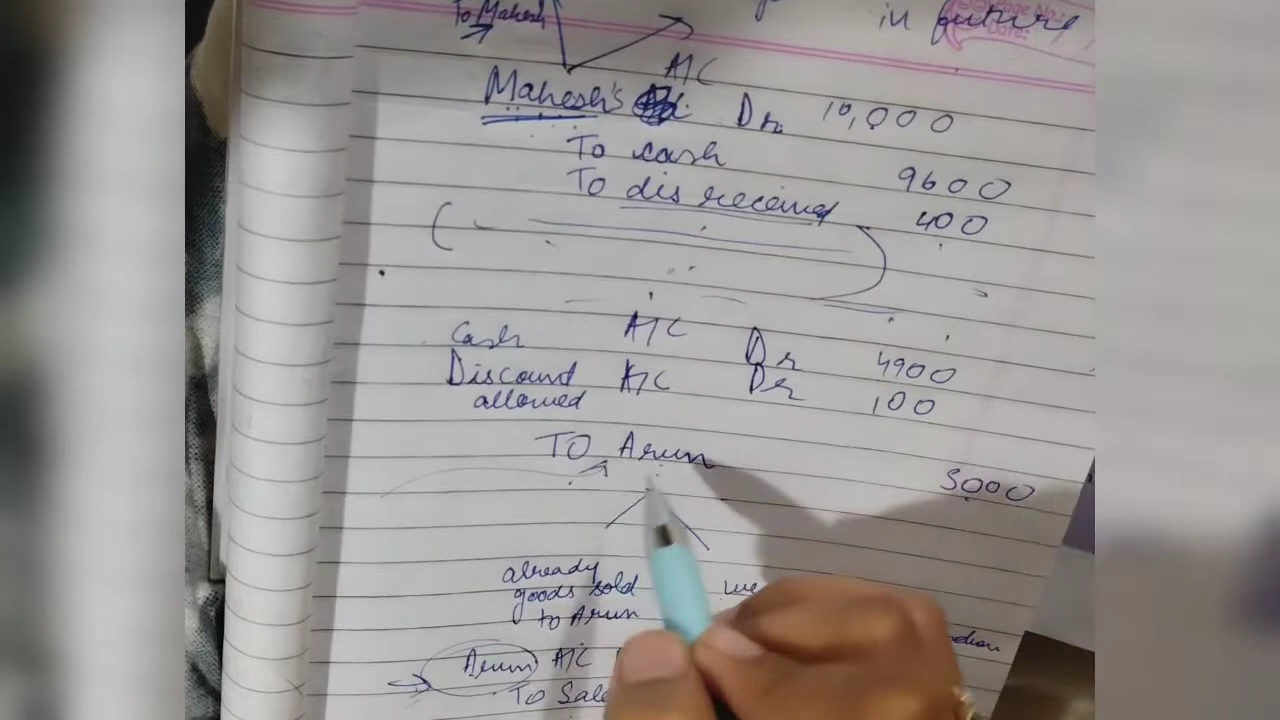 in future
To Mahesh
A/C
Mahesh's Dr. 10,000
To cash 9600
To dis received 400
Cash A/C Dr 4900
Discount A/C Dr 100
allowed
TO Arun 5000
already
goods sold we
to Arun
Arun A/C
To Sale